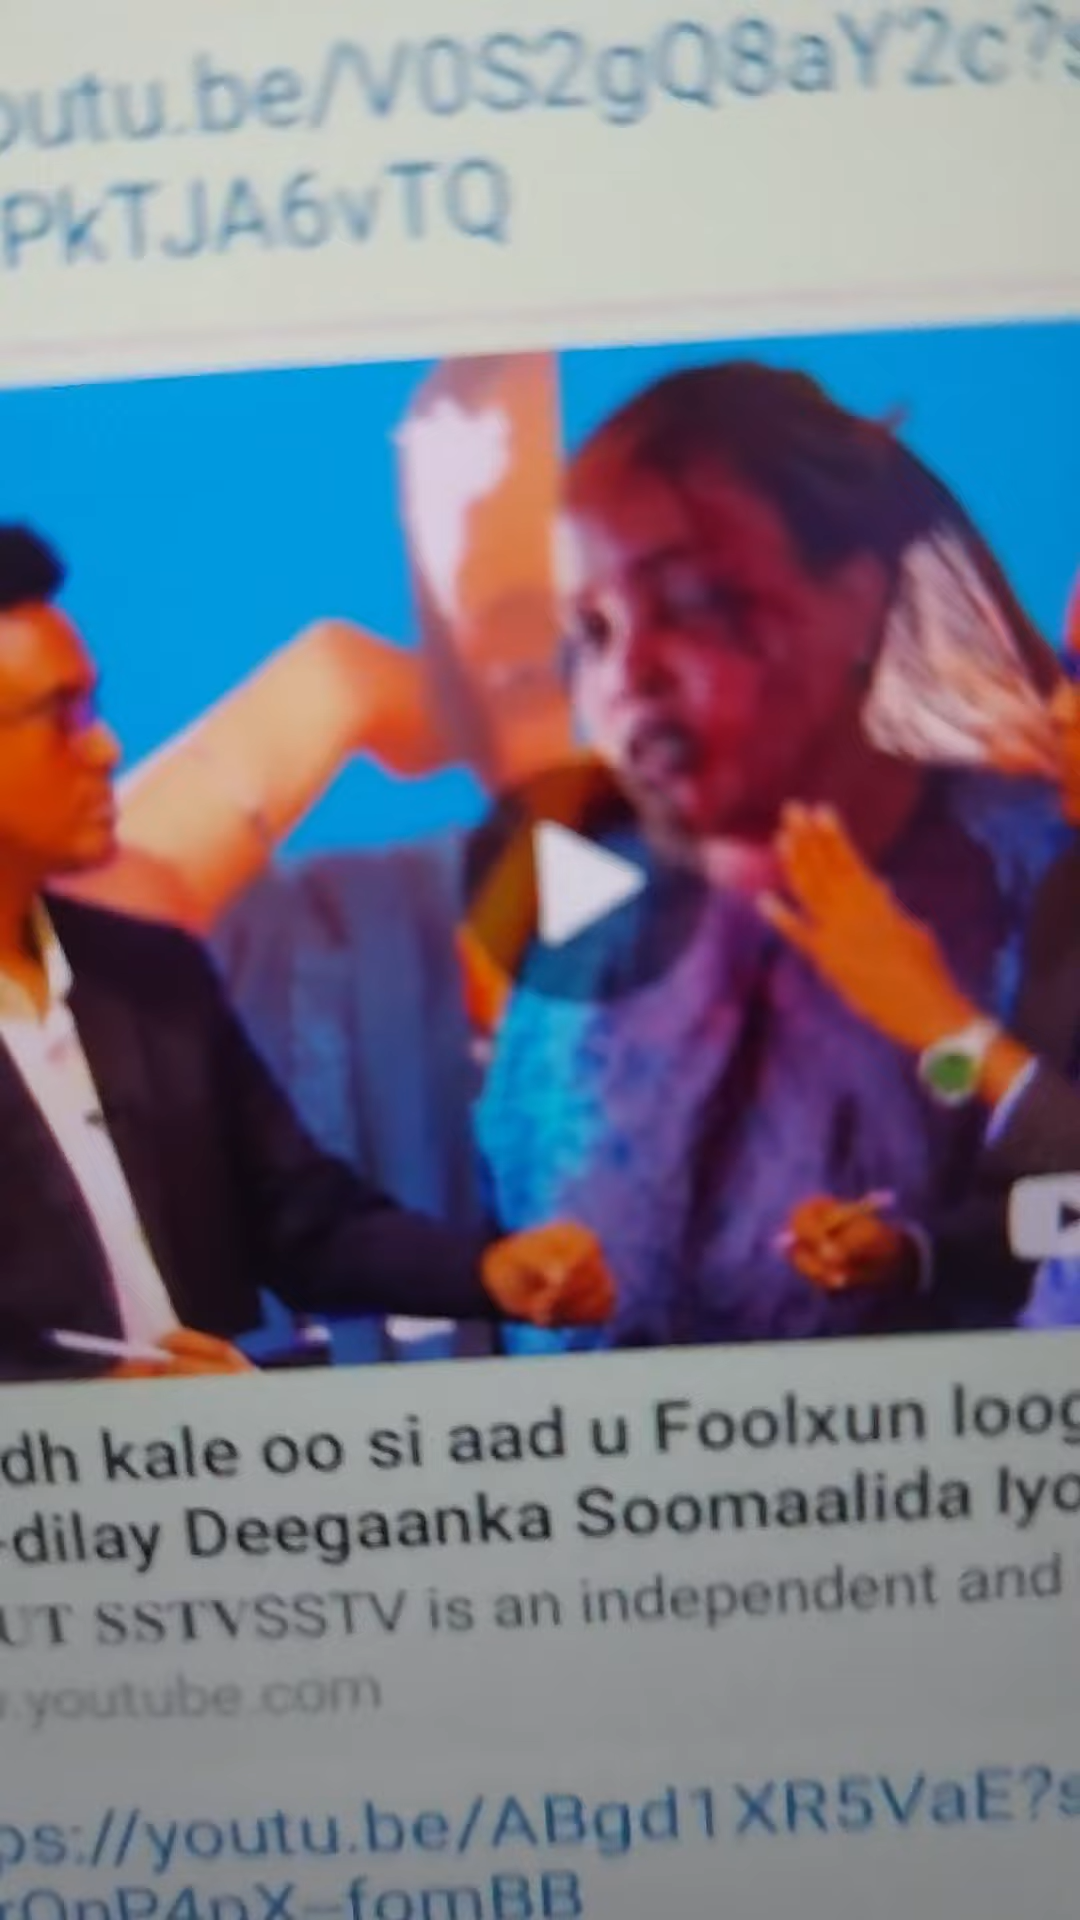 outu.be/V0S2gQ8aY2c?s
PkTJA6vTQ
dh kale oo si aad u Foolxun loog
-dilay Deegaanka Soomaalida Iyo
UT SSTVSSTV is an independent and
.youtube.com
ps://youtu.be/ABgd1XR5VaE?s